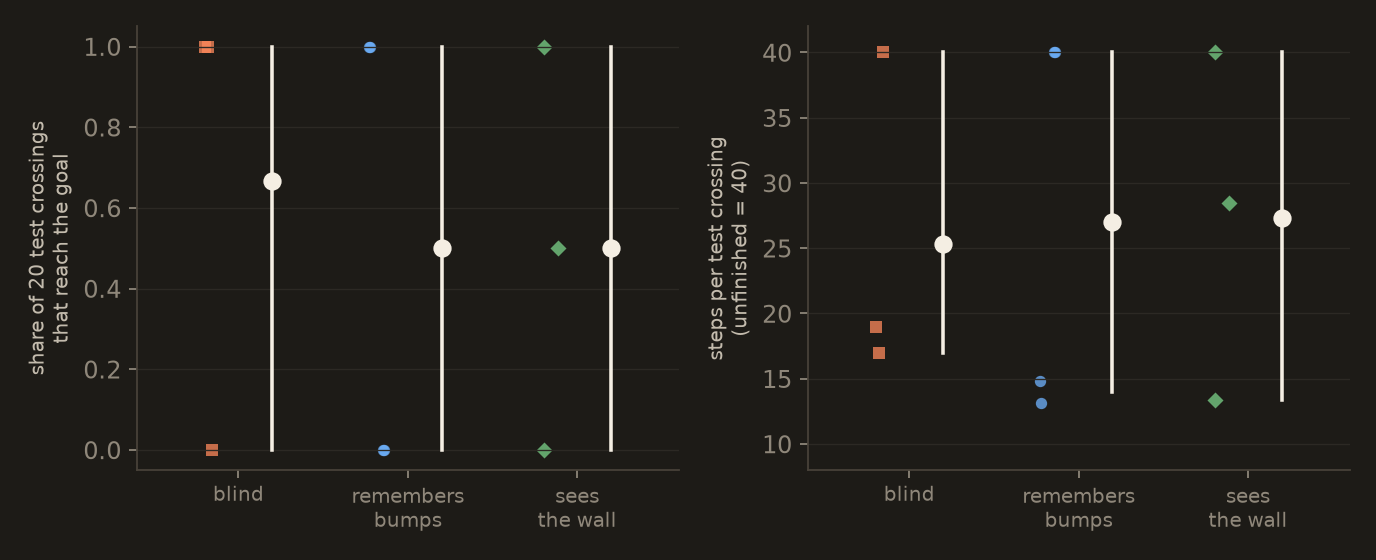 share of 20 test crossings
that reach the goal
1.0
0.8
0.6
0.4
0.2
0.0
blind
remembers
bumps
sees
the wall
steps per test crossing
(unfinished = 40)
40
35
30
25
20
15
10
blind
remembers
bumps
sees
the wall